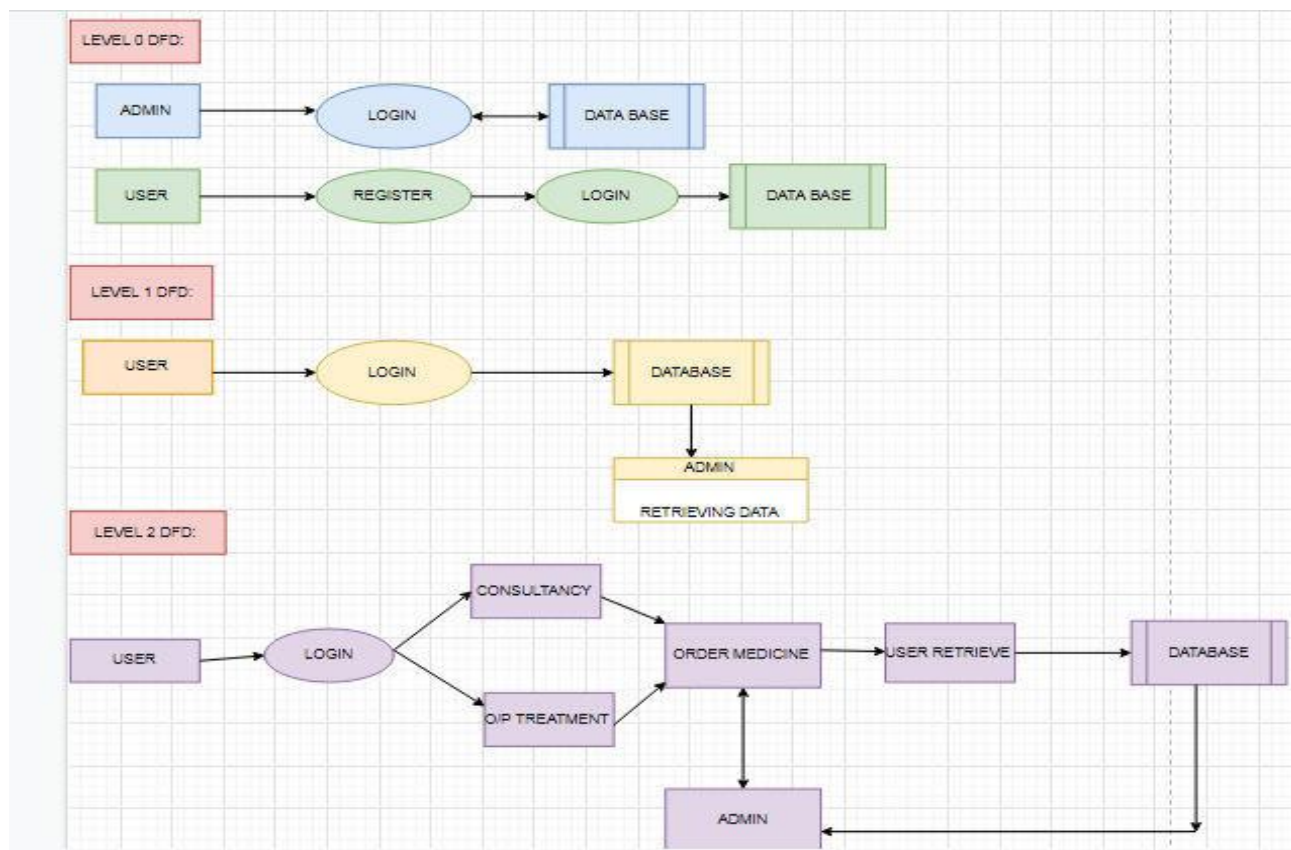 LEVEL 0 DFD:
ADMIN
LOGIN
DATA BASE
USER
REGISTER
LOGIN
DATA BASE
LEVEL 1 DFD:
USER
LOGIN
DATABASE
ADMIN
RETRIEVING DATA
LEVEL 2 DFD:
CONSULTANCY
USER
LOGIN
ORDER MEDICINE
USER RETRIEVE
DATABASE
O/P TREATMENT
ADMIN